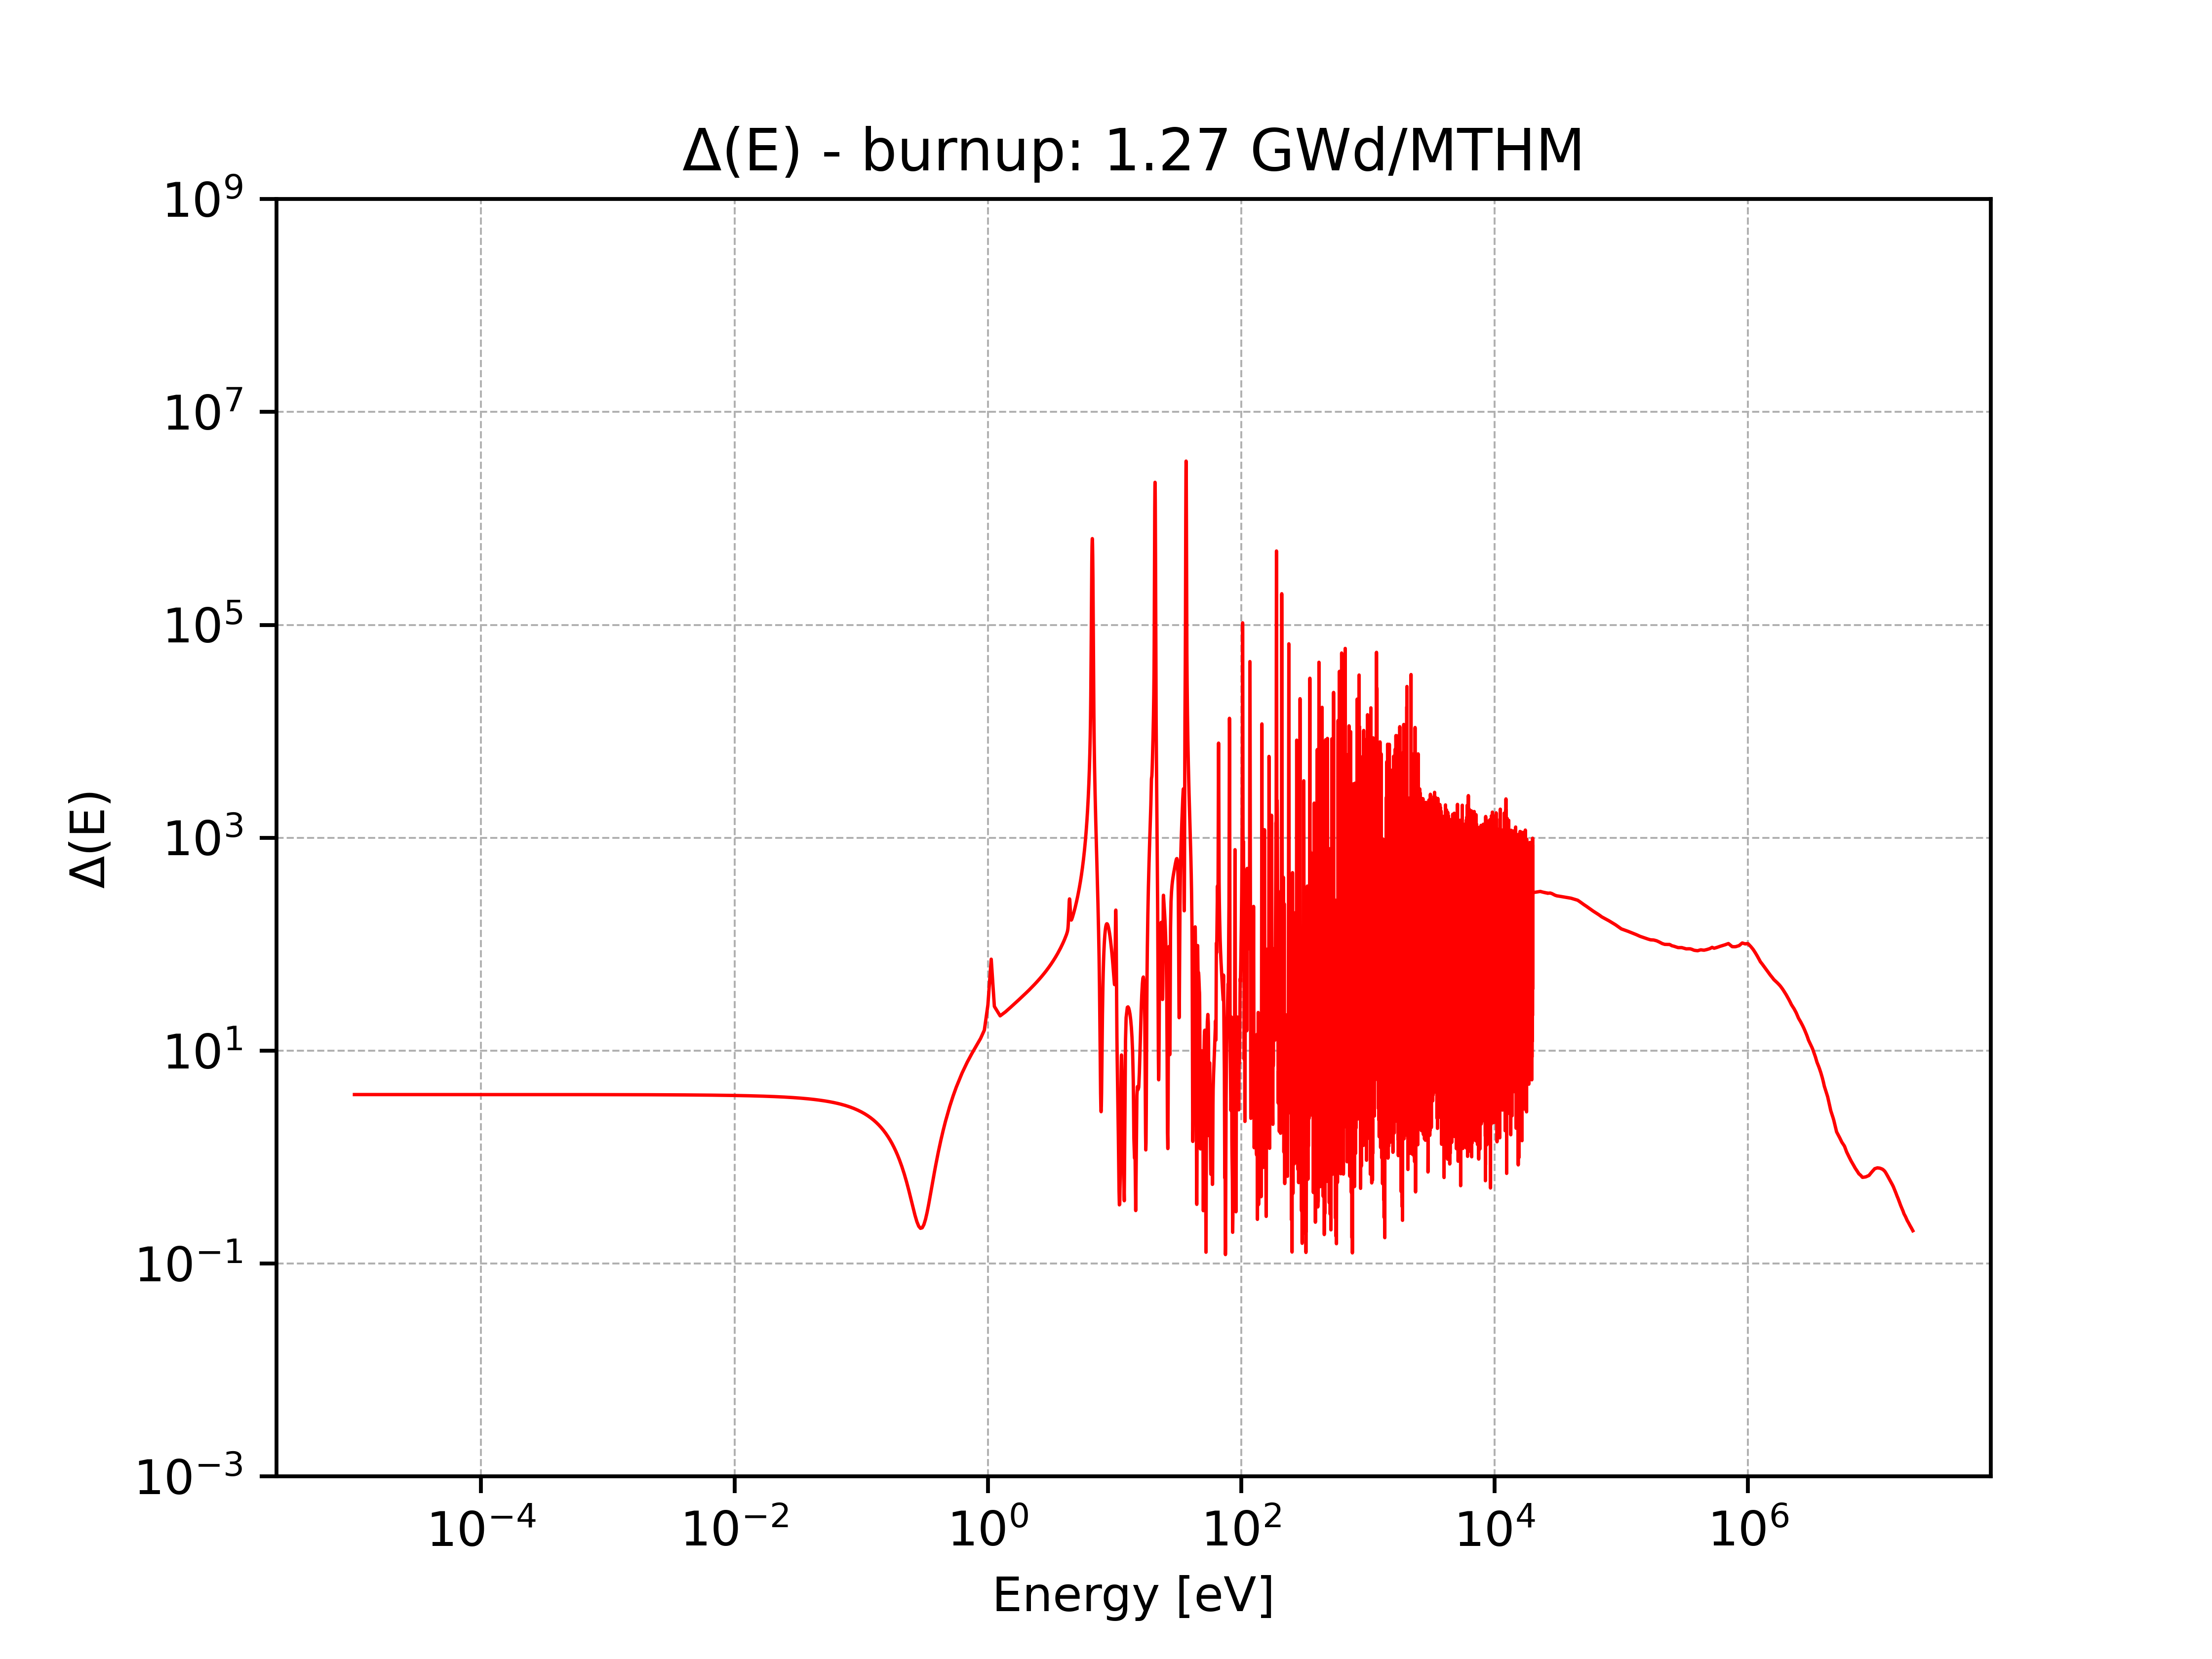 Δ(E) - burnup: 1.27 GWd/MTHM
10⁹
10⁷
10⁵
10³
10¹
10⁻¹
10⁻³
Δ(E)
10⁻⁴ 10⁻² 10⁰ 10² 10⁴ 10⁶
Energy [eV]